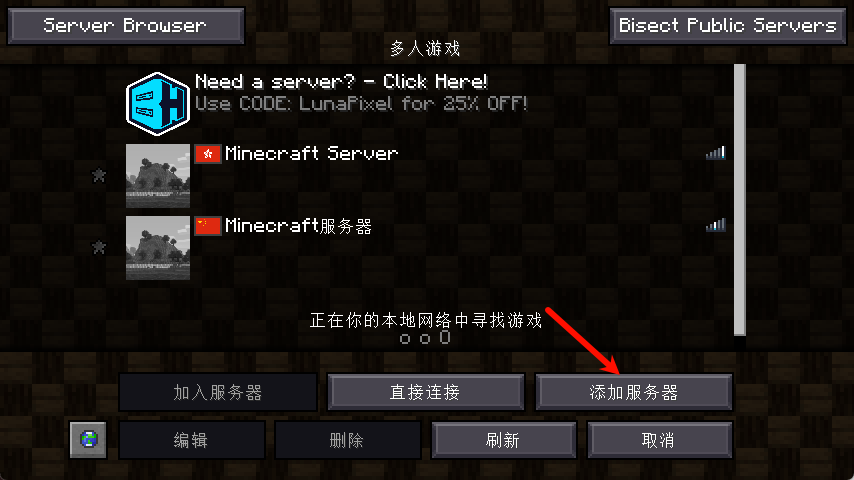 Server Browser
Bisect Public Servers
多人游戏
Need a server? - Click Here!
Use CODE: LunaPixel for 25% OFF!
Minecraft Server
Minecraft服务器
正在你的本地网络中寻找游戏
o o O
加入服务器
直接连接
添加服务器
编辑
删除
刷新
取消